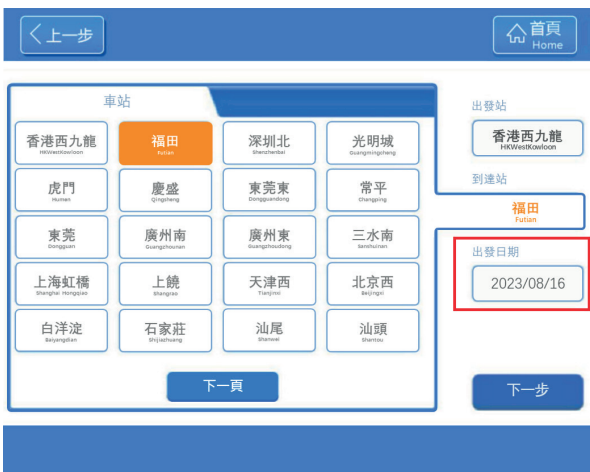 上一步
首頁
Home
車站
香港西九龍
HKWestKowloon
福田
Futian
深圳北
Shenzhenbei
光明城
Guangmingcheng
虎門
Humen
慶盛
Qingsheng
東莞東
Dongguandong
常平
Changping
東莞
Dongguan
廣州南
Guangzhounan
廣州東
Guangzhoudong
三水南
Sanshuinan
上海虹橋
Shanghai Hongqiao
上饒
Shangrao
天津西
Tianjinxi
北京西
Beijingxi
白洋淀
Baiyangdian
石家莊
Shijiazhuang
汕尾
Shanwei
汕頭
Shantou
下一頁
出發站
香港西九龍
HKWestKowloon
到達站
福田
Futian
出發日期
2023/08/16
下一步